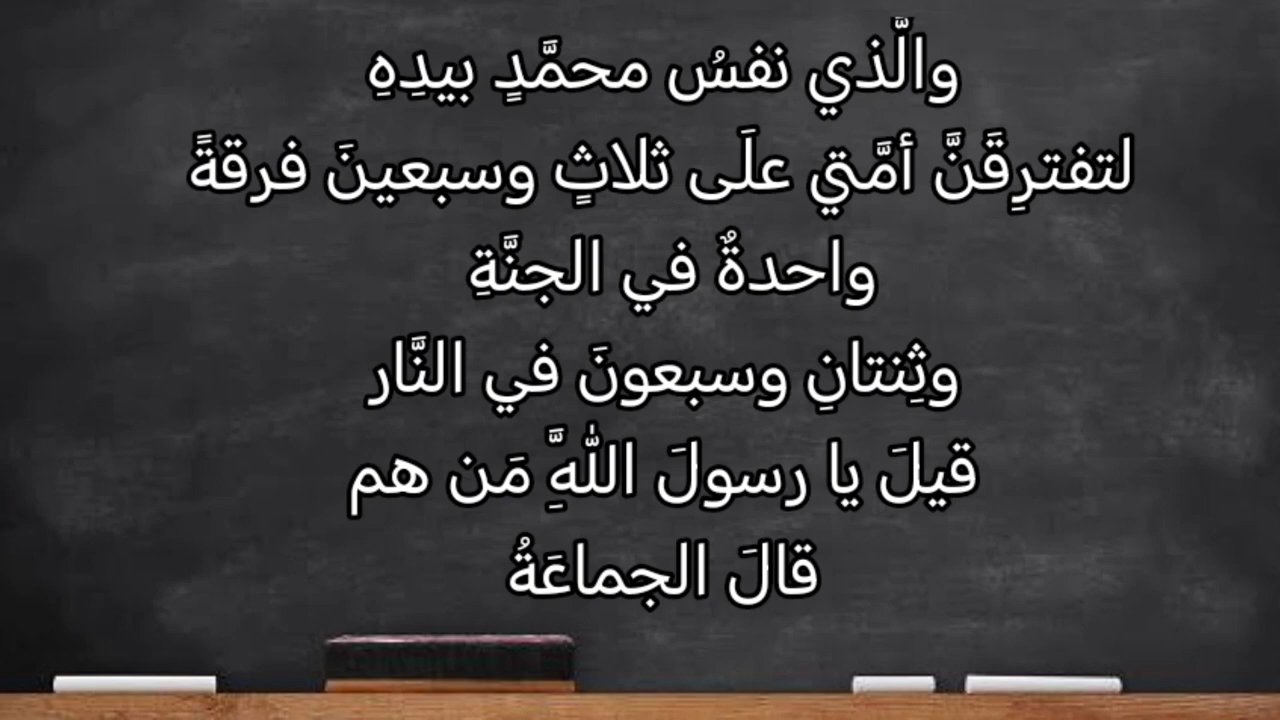 والَّذي نفسُ محمَّدٍ بيدِهِ
لتفترِقَنَّ أمَّتي علَى ثلاثٍ وسبعينَ فرقةً
واحدةٌ في الجنَّةِ
وثِنتانِ وسبعونَ في النَّار
قيلَ يا رسولَ اللَّهِ مَن هم
قالَ الجماعَةُ